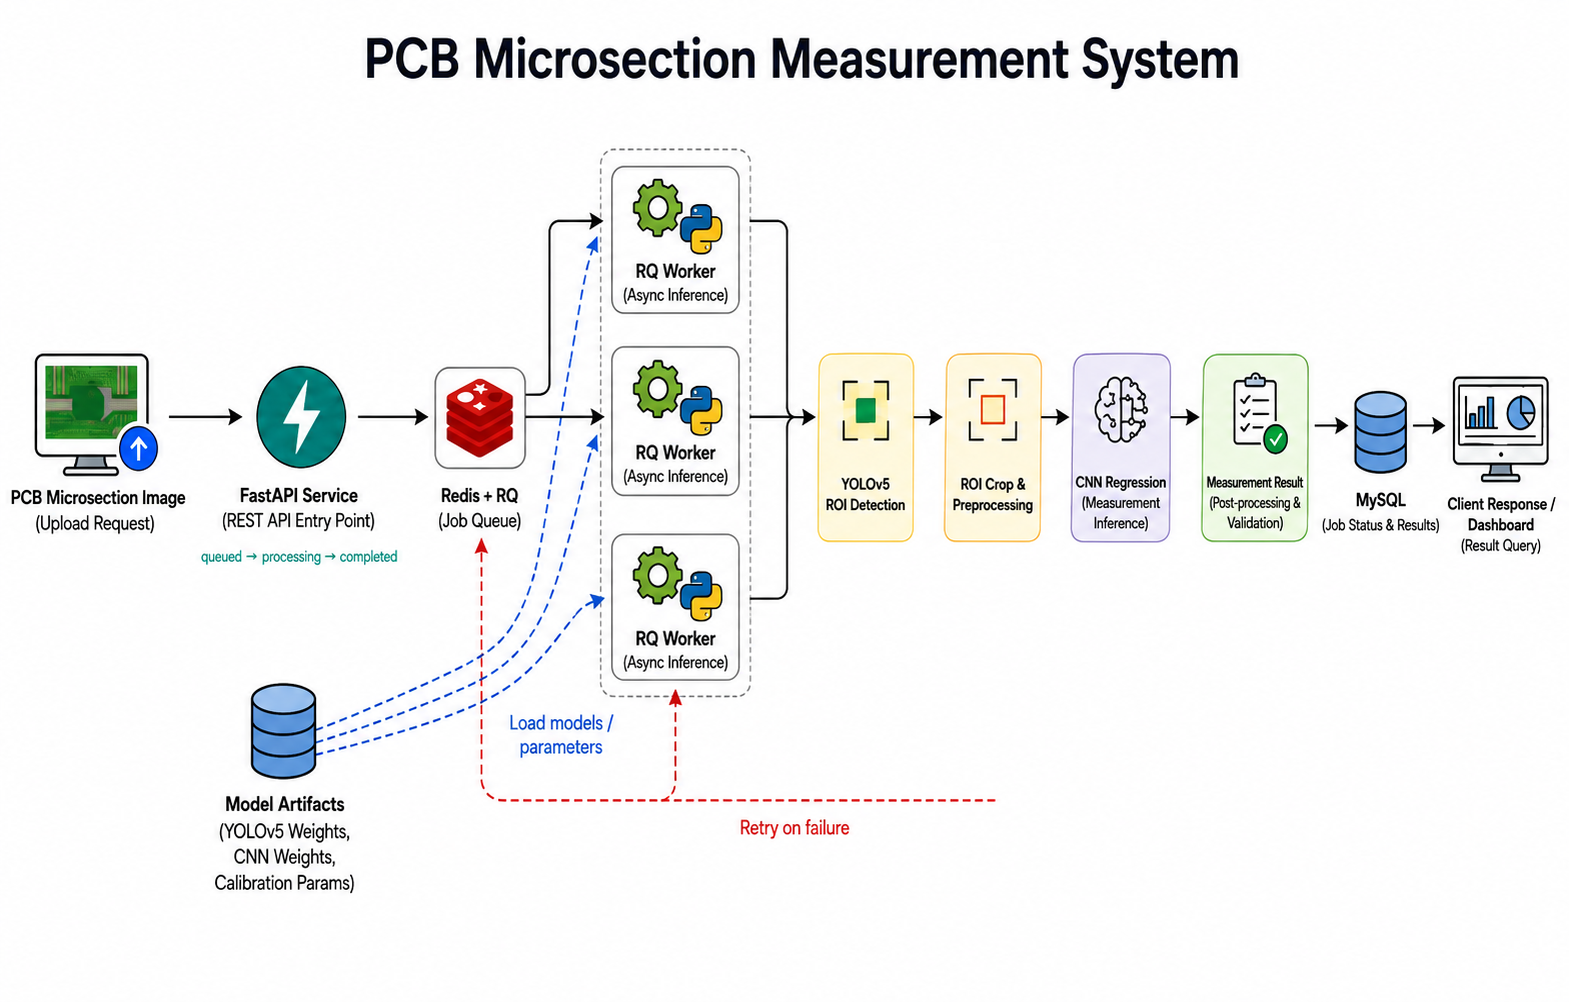 PCB Microsection Measurement System
RQ Worker
(Async Inference)
PCB Microsection Image
(Upload Request)
FastAPI Service
(REST API Entry Point)
queued → processing → completed
Redis + RQ
(Job Queue)
RQ Worker
(Async Inference)
RQ Worker
(Async Inference)
YOLOv5
ROI Detection
ROI Crop &
Preprocessing
CNN Regression
(Measurement
Inference)
Measurement Result
(Post-processing &
Validation)
MySQL
(Job Status & Results)
Client Response /
Dashboard
(Result Query)
Load models /
parameters
Model Artifacts
(YOLOv5 Weights,
CNN Weights,
Calibration Params)
Retry on failure